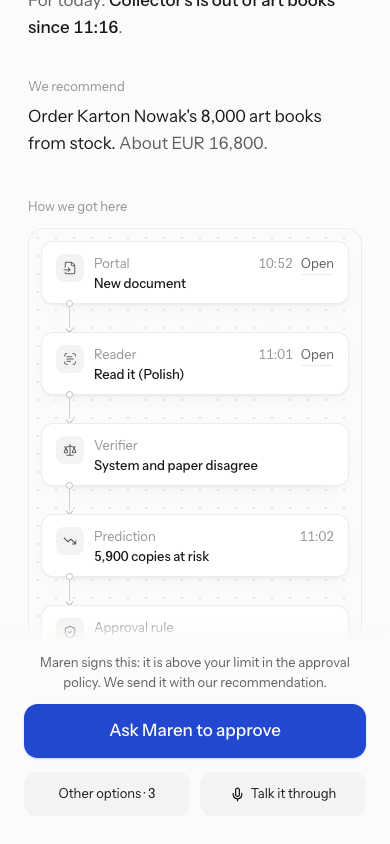 For today: Collector's is out of art books
since 11:16.
We recommend
Order Karton Nowak's 8,000 art books
from stock. About EUR 16,800.
How we got here
Portal 10:52 Open
New document
Reader 11:01 Open
Read it (Polish)
Verifier
System and paper disagree
Prediction 11:02
5,900 copies at risk
Approval rule
Maren signs this: it is above your limit in the approval
policy. We send it with our recommendation.
Ask Maren to approve
Other options · 3 Talk it through